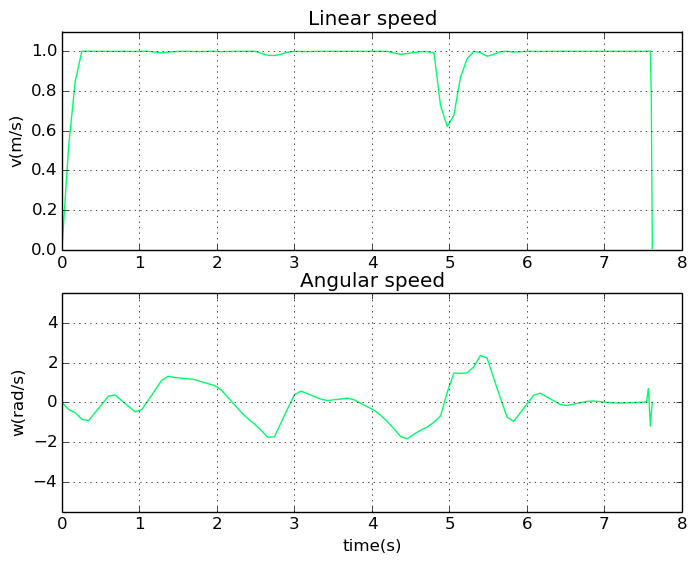 Linear speed
1.0
0.8
0.6
0.4
0.2
0.0
v(m/s)
0 1 2 3 4 5 6 7 8
Angular speed
4
2
0
−2
−4
w(rad/s)
0 1 2 3 4 5 6 7 8
time(s)